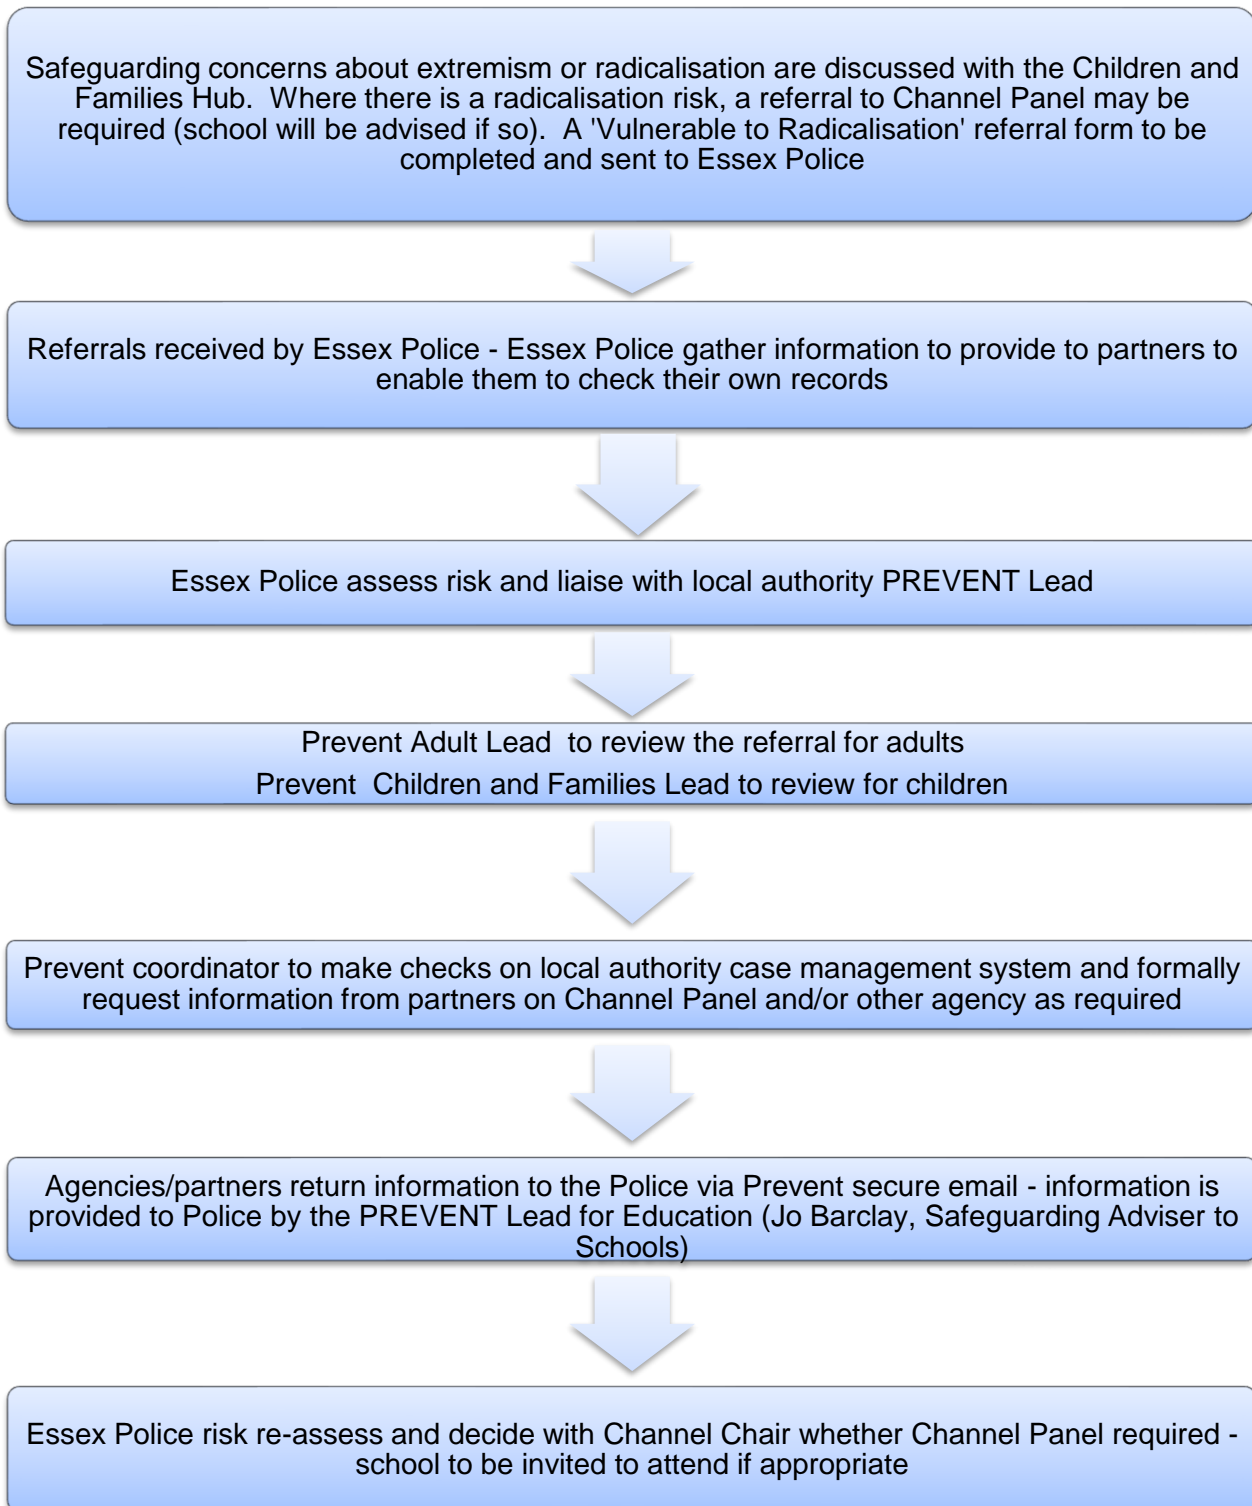 Safeguarding concerns about extremism or radicalisation are discussed with the Children and
Families Hub.  Where there is a radicalisation risk, a referral to Channel Panel may be
required (school will be advised if so).  A 'Vulnerable to Radicalisation' referral form to be
completed and sent to Essex Police
Referrals received by Essex Police - Essex Police gather information to provide to partners to
enable them to check their own records
Essex Police assess risk and liaise with local authority PREVENT Lead
Prevent Adult Lead  to review the referral for adults
Prevent  Children and Families Lead to review for children
Prevent coordinator to make checks on local authority case management system and formally
request information from partners on Channel Panel and/or other agency as required
Agencies/partners return information to the Police via Prevent secure email - information is
provided to Police by the PREVENT Lead for Education (Jo Barclay, Safeguarding Adviser to
Schools)
Essex Police risk re-assess and decide with Channel Chair whether Channel Panel required -
school to be invited to attend if appropriate